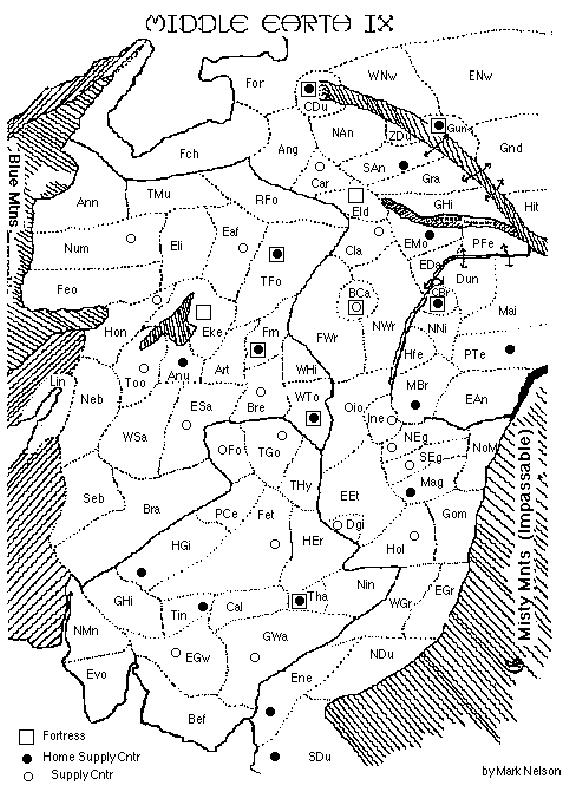 MIDDLE EARTH IX
WNw
ENw
For
CDu
NAn
ZD
Gun
Gnd
Fch
Ang
SAn
Car
Gra
Blue Mtns
Ann
TMu
RFo
Eld
GHi
Hit
Num
Eli
Eaf
Cla
EMo
PFe
EDa
TFo
Dun
Feo
BCa
CBr
Mai
Hon
Eke
Frn
FWr
NWr
NNi
Hfe
PTe
Too
Anu
Art
WHi
MBr
Lin
Neb
ESa
Bre
WTo
Oio
Ine
EAn
WSa
NEg
Fo
TGo
SEg
NoM
Seb
Bra
THy
EEt
Mag
PCe
Fet
Dgi
Gom
HGi
HEr
Hol
Nin
EGr
GHi
Tin
Cal
Tha
WGr
NMn
GWa
EGw
NDu
Evo
Ene
Bef
SDu
Misty Mnts (Impassable)
Fortress
Home Supply Cntr
Supply Cntr
by Mark Nelson